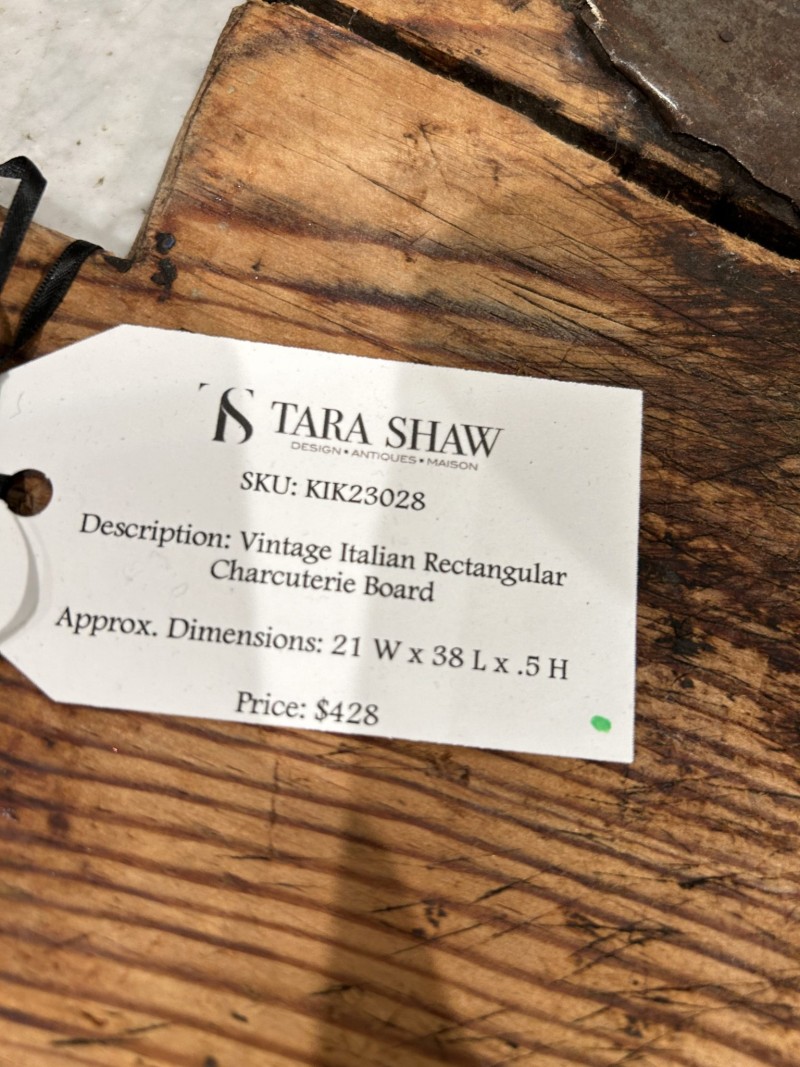 TS TARA SHAW
DESIGN • ANTIQUES • MAISON
SKU: KIK23028
Description: Vintage Italian Rectangular
Charcuterie Board
Approx. Dimensions: 21 W x 38 L x .5 H
Price: $428